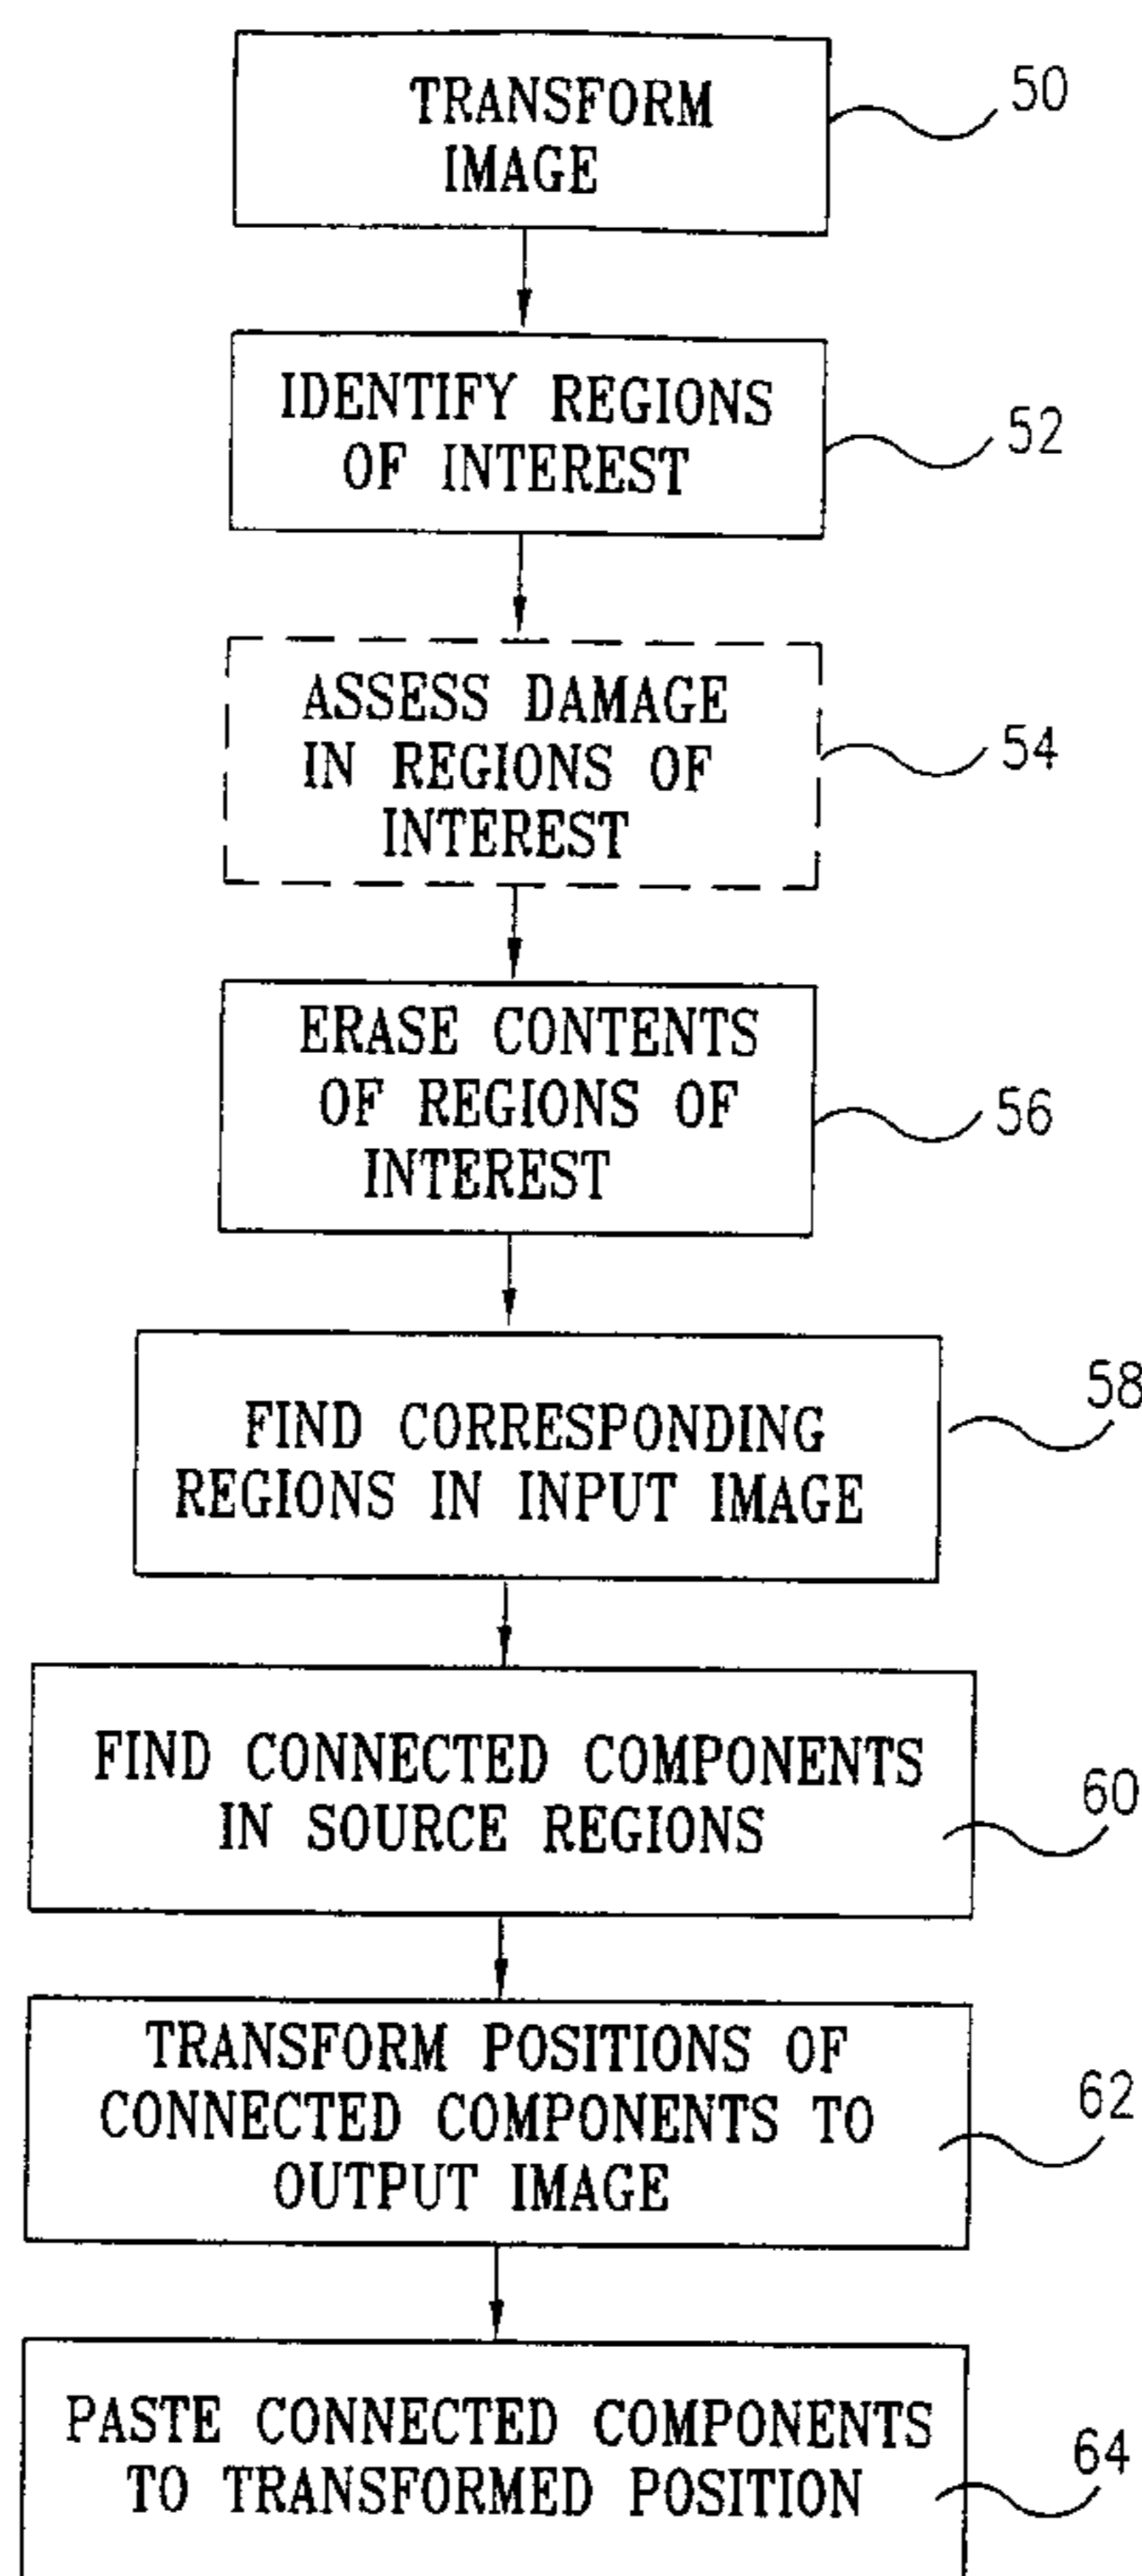 TRANSFORM
IMAGE
50
IDENTIFY REGIONS
OF INTEREST
52
ASSESS DAMAGE
IN REGIONS OF
INTEREST
54
ERASE CONTENTS
OF REGIONS OF
INTEREST
56
FIND CORRESPONDING
REGIONS IN INPUT IMAGE
58
FIND CONNECTED COMPONENTS
IN SOURCE REGIONS
60
TRANSFORM POSITIONS OF
CONNECTED COMPONENTS TO
OUTPUT IMAGE
62
PASTE CONNECTED COMPONENTS
TO TRANSFORMED POSITION
64